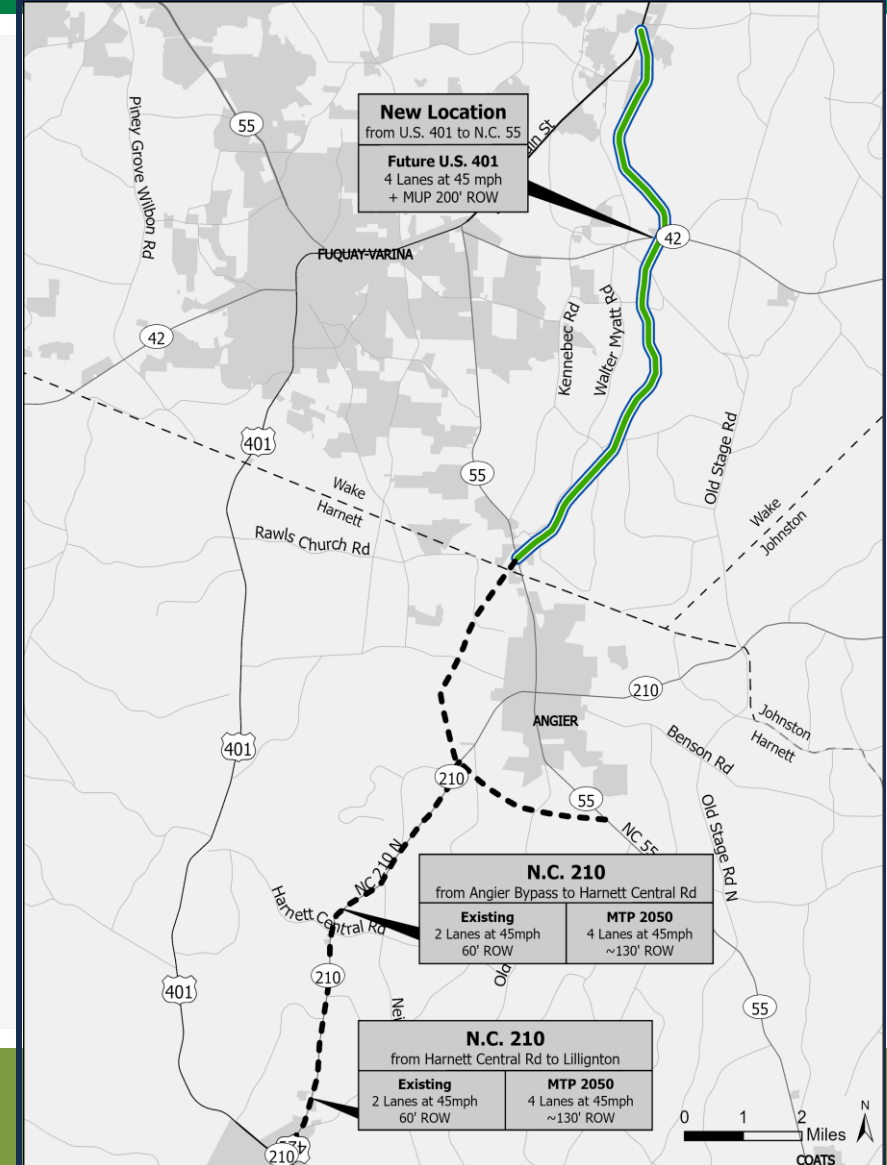 55
Piney Grove Wilbon Rd
New Location
from U.S. 401 to N.C. 55
Future U.S. 401
4 Lanes at 45 mph
+ MUP 200' ROW
FUQUAY-VARINA
42
42
Kennebec Rd
Walter Myatt Rd
401
55
Old Stage Rd
Wake
Harnett
Wake
Johnston
Rawls Church Rd
210
ANGIER
Johnston
Harnett
401
210
Benson Rd
55
NC 55
Old Stage Rd N
NC 210 N
Harnett Central Rd
N.C. 210
from Angier Bypass to Harnett Central Rd
Existing
2 Lanes at 45mph
60' ROW
MTP 2050
4 Lanes at 45mph
~130' ROW
210
401
55
N.C. 210
from Harnett Central Rd to Lillignton
Existing
2 Lanes at 45mph
60' ROW
MTP 2050
4 Lanes at 45mph
~130' ROW
210
0 1 2
Miles
N
COATS